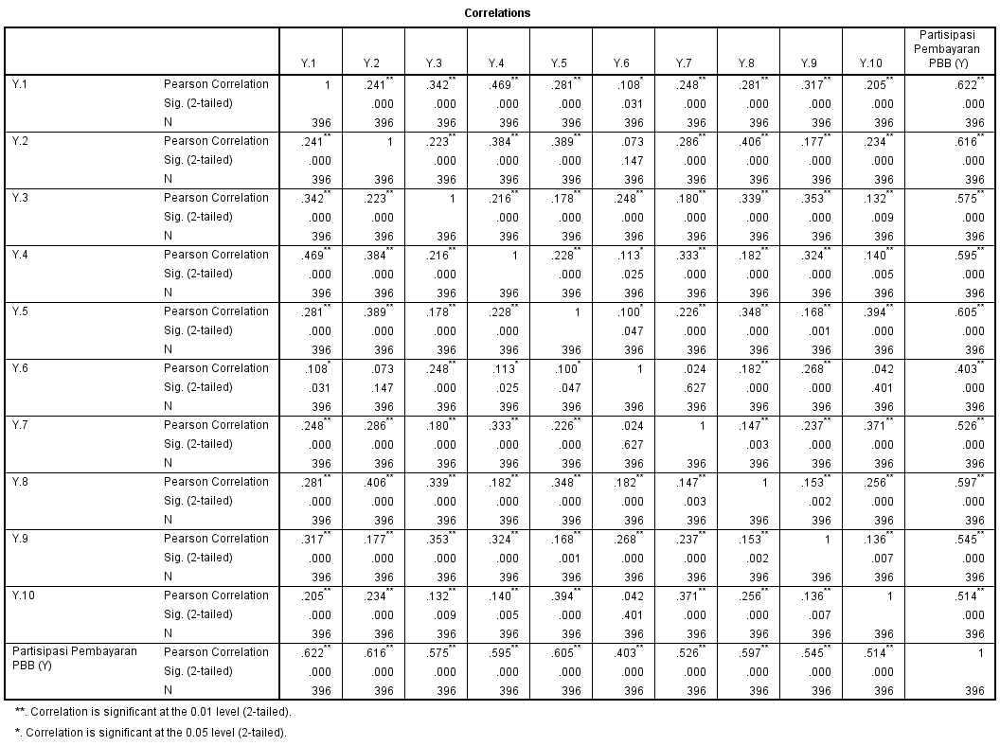 Correlations
Partisipasi
Pembayaran
Y.1 Y.2 Y.3 Y.4 Y.5 Y.6 Y.7 Y.8 Y.9 Y.10 PBB (Y)
Y.1 Pearson Correlation 1 .241** .342** .469** .281** .108* .248** .281** .317** .205** .622**
Sig. (2-tailed) .000 .000 .000 .000 .031 .000 .000 .000 .000 .000
N 396 396 396 396 396 396 396 396 396 396 396
Y.2 Pearson Correlation .241** 1 .223** .384** .389** .073 .286** .406** .177** .234** .616**
Sig. (2-tailed) .000 .000 .000 .000 .147 .000 .000 .000 .000 .000
N 396 396 396 396 396 396 396 396 396 396 396
Y.3 Pearson Correlation .342** .223** 1 .216** .178** .248** .180** .339** .353** .132** .575**
Sig. (2-tailed) .000 .000 .000 .000 .000 .000 .000 .000 .009 .000
N 396 396 396 396 396 396 396 396 396 396 396
Y.4 Pearson Correlation .469** .384** .216** 1 .228** .113* .333** .182** .324** .140** .595**
Sig. (2-tailed) .000 .000 .000 .000 .025 .000 .000 .000 .005 .000
N 396 396 396 396 396 396 396 396 396 396 396
Y.5 Pearson Correlation .281** .389** .178** .228** 1 .100* .226** .348** .168** .394** .605**
Sig. (2-tailed) .000 .000 .000 .000 .047 .000 .000 .001 .000 .000
N 396 396 396 396 396 396 396 396 396 396 396
Y.6 Pearson Correlation .108* .073 .248** .113* .100* 1 .024 .182** .268** .042 .403**
Sig. (2-tailed) .031 .147 .000 .025 .047 .627 .000 .000 .401 .000
N 396 396 396 396 396 396 396 396 396 396 396
Y.7 Pearson Correlation .248** .286** .180** .333** .226** .024 1 .147** .237** .371** .526**
Sig. (2-tailed) .000 .000 .000 .000 .000 .627 .003 .000 .000 .000
N 396 396 396 396 396 396 396 396 396 396 396
Y.8 Pearson Correlation .281** .406** .339** .182** .348** .182** .147** 1 .153** .256** .597**
Sig. (2-tailed) .000 .000 .000 .000 .000 .000 .003 .002 .000 .000
N 396 396 396 396 396 396 396 396 396 396 396
Y.9 Pearson Correlation .317** .177** .353** .324** .168** .268** .237** .153** 1 .136** .545**
Sig. (2-tailed) .000 .000 .000 .000 .001 .000 .000 .002 .007 .000
N 396 396 396 396 396 396 396 396 396 396 396
Y.10 Pearson Correlation .205** .234** .132** .140** .394** .042 .371** .256** .136** 1 .514**
Sig. (2-tailed) .000 .000 .009 .005 .000 .401 .000 .000 .007 .000
N 396 396 396 396 396 396 396 396 396 396 396
Partisipasi Pembayaran Pearson Correlation .622** .616** .575** .595** .605** .403** .526** .597** .545** .514** 1
PBB (Y) Sig. (2-tailed) .000 .000 .000 .000 .000 .000 .000 .000 .000 .000
N 396 396 396 396 396 396 396 396 396 396 396
**. Correlation is significant at the 0.01 level (2-tailed).
*. Correlation is significant at the 0.05 level (2-tailed).